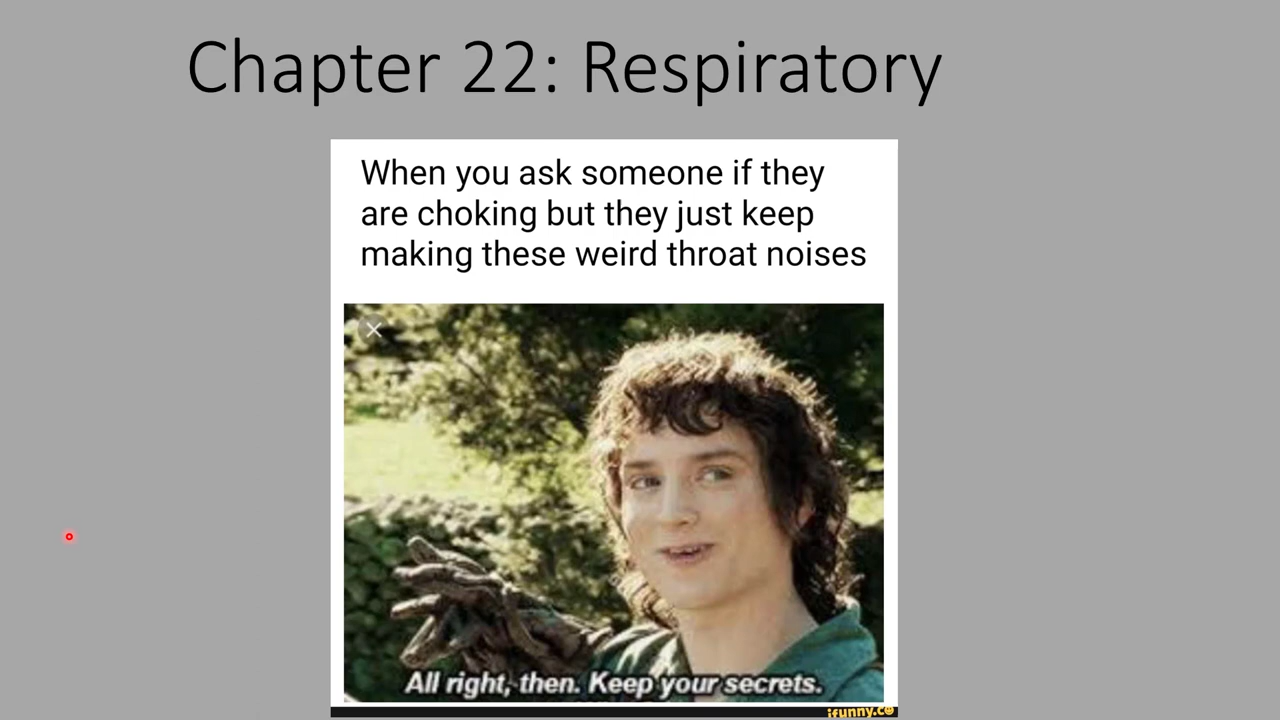 Chapter 22: Respiratory
When you ask someone if they
are choking but they just keep
making these weird throat noises
All right, then. Keep your secrets.
ifunny.co